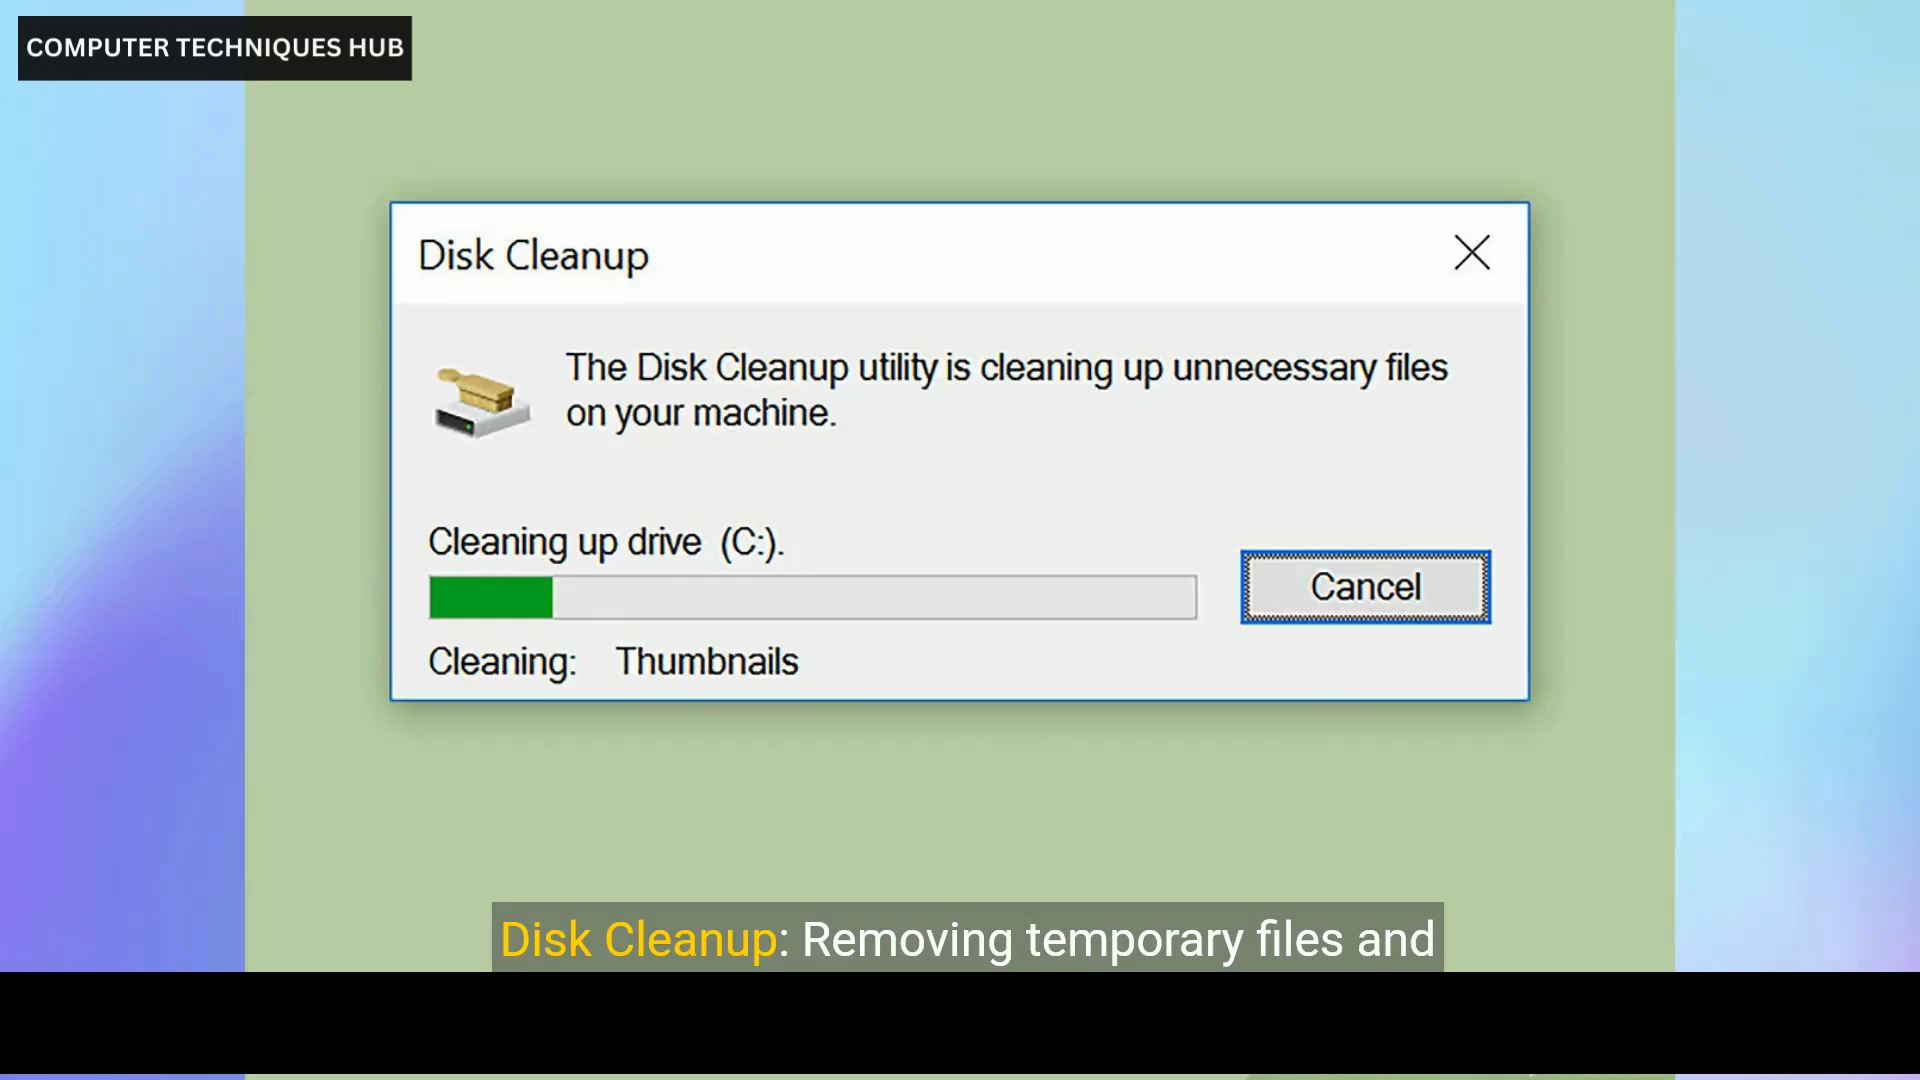 COMPUTER TECHNIQUES HUB
Disk Cleanup
The Disk Cleanup utility is cleaning up unnecessary files
on your machine.
Cleaning up drive (C:).
Cancel
Cleaning: Thumbnails
Disk Cleanup: Removing temporary files and